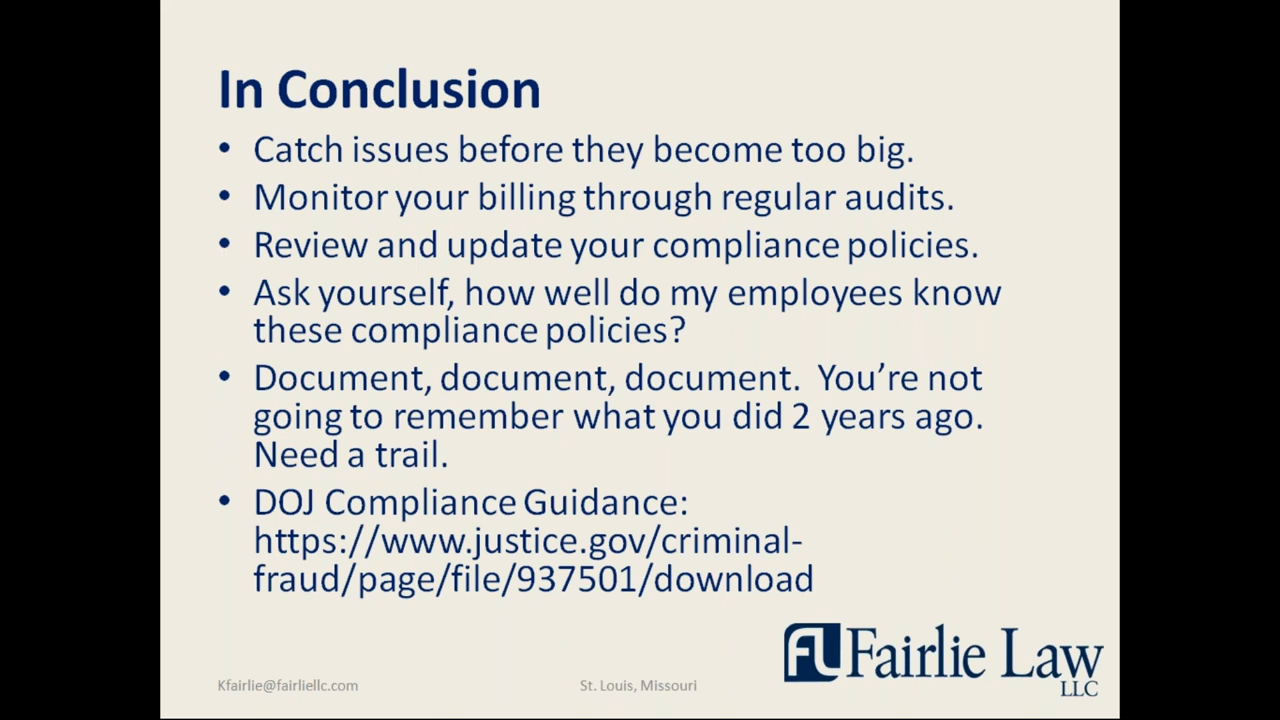 In Conclusion
• Catch issues before they become too big.
• Monitor your billing through regular audits.
• Review and update your compliance policies.
• Ask yourself, how well do my employees know
these compliance policies?
• Document, document, document.  You’re not
going to remember what you did 2 years ago.
Need a trail.
• DOJ Compliance Guidance:
https://www.justice.gov/criminal-
fraud/page/file/937501/download
FL Fairlie Law
LLC
Kfairlie@fairliellc.com
St. Louis, Missouri